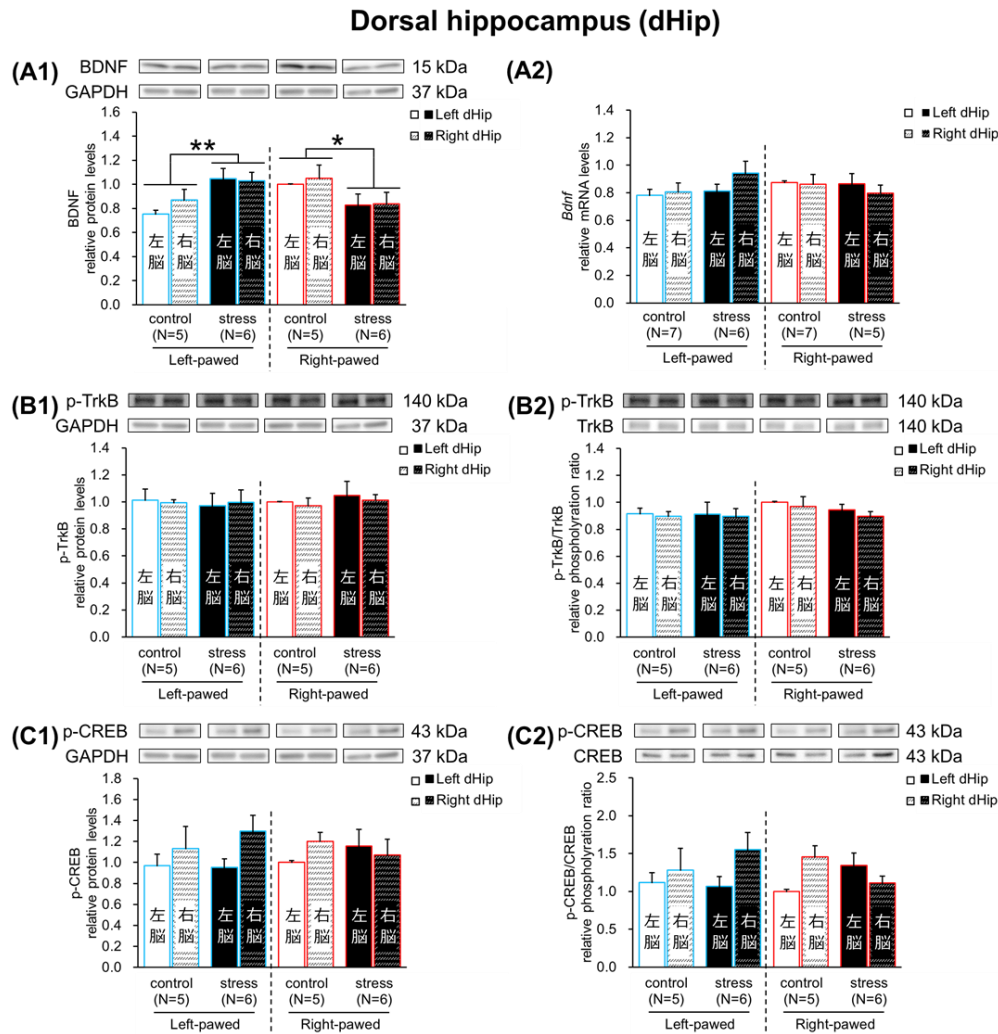 Dorsal hippocampus (dHip)
(A1)
BDNF 15 kDa
GAPDH 37 kDa
BDNF
relative protein levels
1.6
1.4
1.2
1.0
0.8
0.6
0.4
0.2
0.0
Left dHip
Right dHip
** *
左脳 右脳 左脳 右脳 左脳 右脳 左脳 右脳
control stress control stress
(N=5) (N=6) (N=5) (N=6)
Left-pawed Right-pawed
(A2)
Bdnf
relative mRNA levels
1.4
1.2
1.0
0.8
0.6
0.4
0.2
0.0
Left dHip
Right dHip
左脳 右脳 左脳 右脳 左脳 右脳 左脳 右脳
control stress control stress
(N=7) (N=6) (N=7) (N=5)
Left-pawed Right-pawed
(B1)
p-TrkB 140 kDa
GAPDH 37 kDa
p-TrkB
relative protein levels
1.4
1.2
1.0
0.8
0.6
0.4
0.2
0.0
Left dHip
Right dHip
左脳 右脳 左脳 右脳 左脳 右脳 左脳 右脳
control stress control stress
(N=5) (N=6) (N=5) (N=6)
Left-pawed Right-pawed
(B2)
p-TrkB 140 kDa
TrkB 140 kDa
p-TrkB/TrkB
relative phospholyration ratio
1.4
1.2
1.0
0.8
0.6
0.4
0.2
0.0
Left dHip
Right dHip
左脳 右脳 左脳 右脳 左脳 右脳 左脳 右脳
control stress control stress
(N=5) (N=6) (N=5) (N=6)
Left-pawed Right-pawed
(C1)
p-CREB 43 kDa
GAPDH 37 kDa
p-CREB
relative protein levels
1.8
1.6
1.4
1.2
1.0
0.8
0.6
0.4
0.2
0.0
Left dHip
Right dHip
左脳 右脳 左脳 右脳 左脳 右脳 左脳 右脳
control stress control stress
(N=5) (N=6) (N=5) (N=6)
Left-pawed Right-pawed
(C2)
p-CREB 43 kDa
CREB 43 kDa
p-CREB/CREB
relative phospholyration ratio
2.5
2.0
1.5
1.0
0.5
0.0
Left dHip
Right dHip
左脳 右脳 左脳 右脳 左脳 右脳 左脳 右脳
control stress control stress
(N=5) (N=6) (N=5) (N=6)
Left-pawed Right-pawed